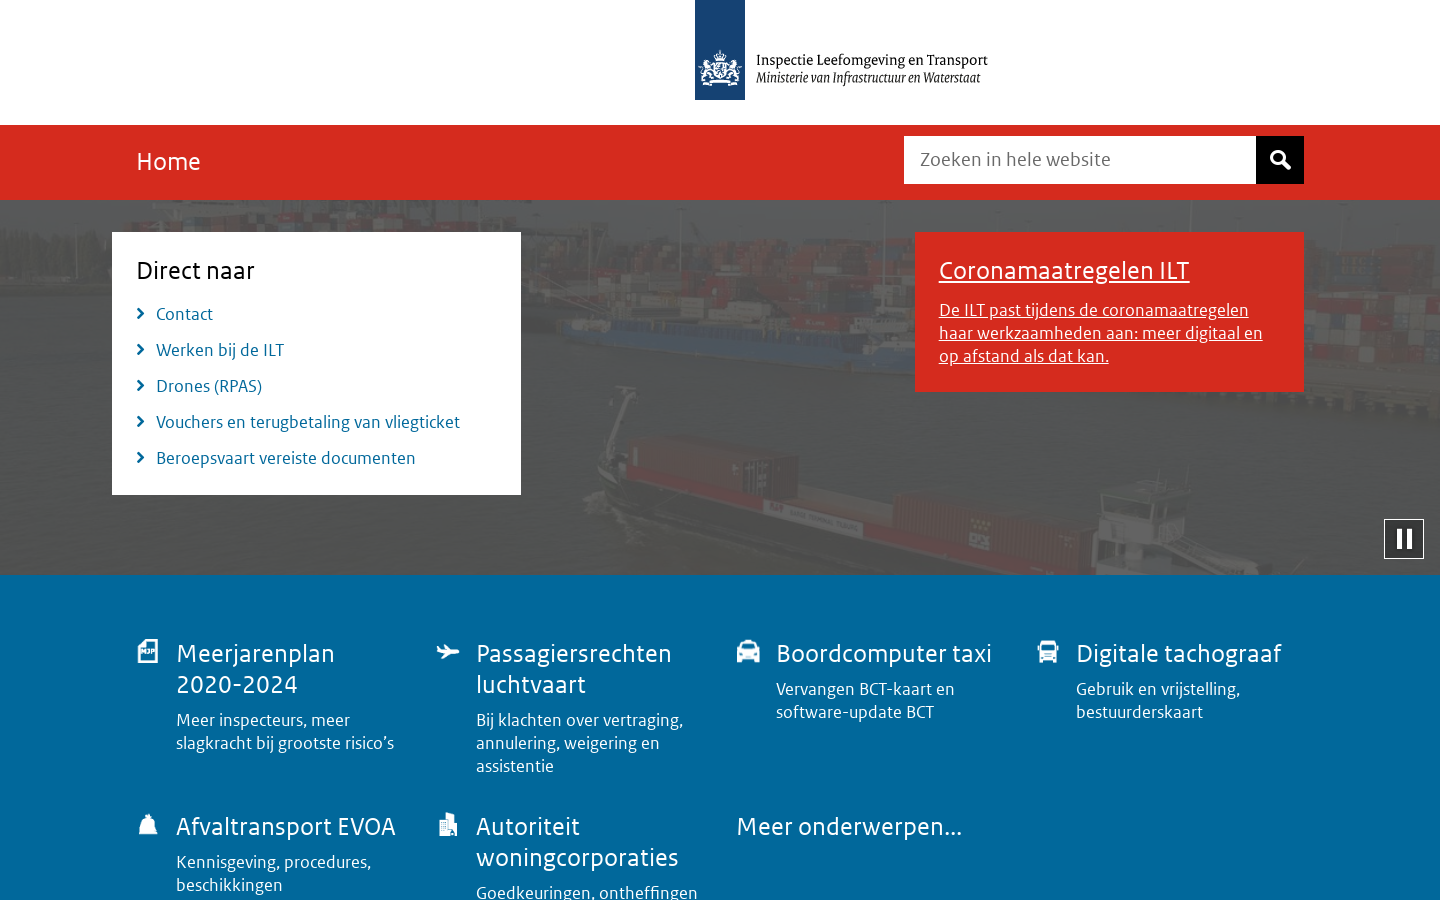 Inspectie Leefomgeving en Transport
Ministerie van Infrastructuur en Waterstaat
Home
Zoeken in hele website
Direct naar
Contact
Werken bij de ILT
Drones (RPAS)
Vouchers en terugbetaling van vliegticket
Beroepsvaart vereiste documenten
Coronamaatregelen ILT
De ILT past tijdens de coronamaatregelen
haar werkzaamheden aan: meer digitaal en
op afstand als dat kan.
MJP
Meerjarenplan
2020-2024
Meer inspecteurs, meer
slagkracht bij grootste risico’s
Passagiersrechten
luchtvaart
Bij klachten over vertraging,
annulering, weigering en
assistentie
Boordcomputer taxi
Vervangen BCT-kaart en
software-update BCT
Digitale tachograaf
Gebruik en vrijstelling,
bestuurderskaart
Afvaltransport EVOA
Kennisgeving, procedures,
beschikkingen
Autoriteit
woningcorporaties
Goedkeuringen, ontheffingen
Meer onderwerpen...